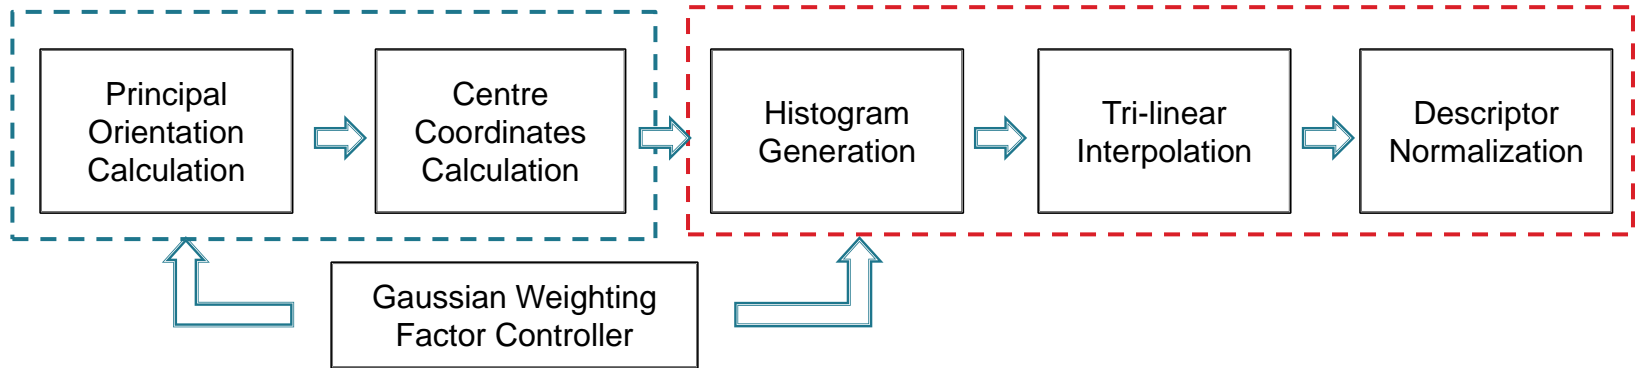 Principal
Orientation
Calculation
Centre
Coordinates
Calculation
Histogram
Generation
Tri-linear
Interpolation
Descriptor
Normalization
Gaussian Weighting
Factor Controller